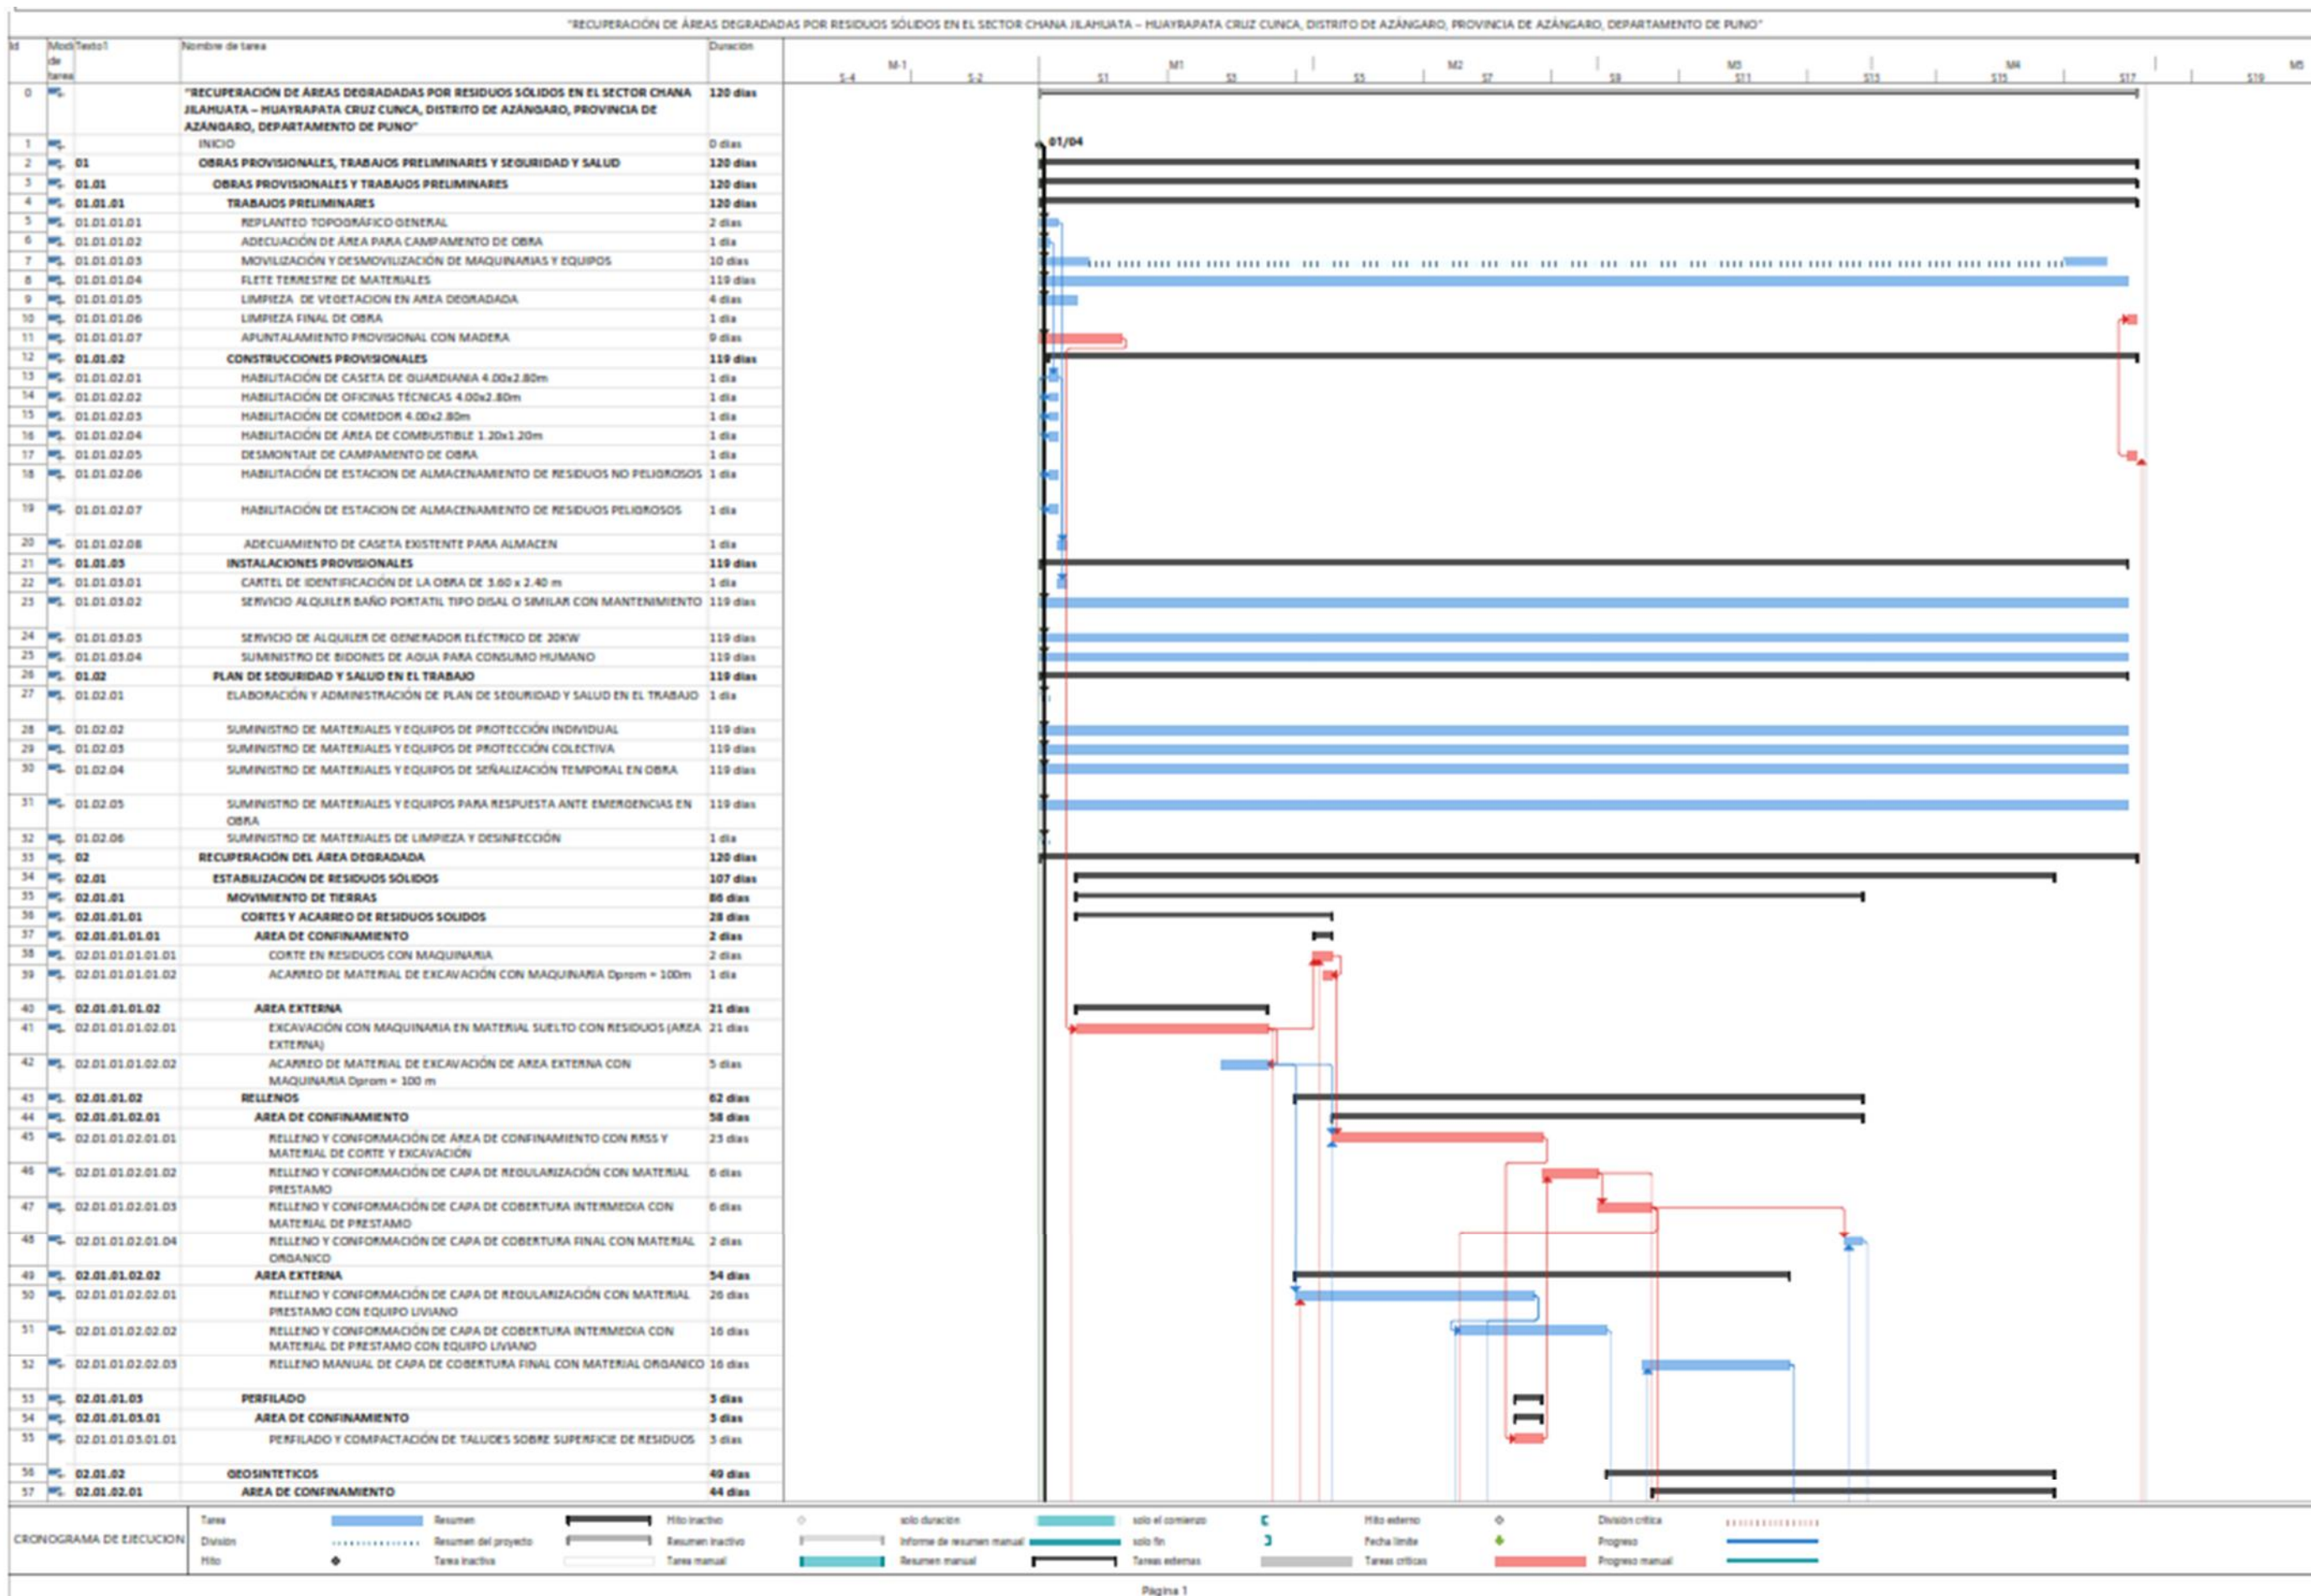 "RECUPERACIÓN DE ÁREAS DEGRADADAS POR RESIDUOS SÓLIDOS EN EL SECTOR CHANA JILAHUATA – HUAYRAPATA CRUZ CUNCA, DISTRITO DE AZÁNGARO, PROVINCIA DE AZÁNGARO, DEPARTAMENTO DE PUNO"
Id Mod Texto1 Nombre de tarea Duración
de
tarea
M-1 M1 M2 M3 M4 M5
S-4 S-2 S1 S3 S5 S7 S9 S11 S13 S15 S17 S19
0 "RECUPERACIÓN DE ÁREAS DEGRADADAS POR RESIDUOS SÓLIDOS EN EL SECTOR CHANA 120 días
JILAHUATA – HUAYRAPATA CRUZ CUNCA, DISTRITO DE AZÁNGARO, PROVINCIA DE
AZÁNGARO, DEPARTAMENTO DE PUNO"
1 INICIO 0 días 01/04
2 01 OBRAS PROVISIONALES, TRABAJOS PRELIMINARES Y SEGURIDAD Y SALUD 120 días
3 01.01 OBRAS PROVISIONALES Y TRABAJOS PRELIMINARES 120 días
4 01.01.01 TRABAJOS PRELIMINARES 120 días
5 01.01.01.01 REPLANTEO TOPOGRÁFICO GENERAL 2 días
6 01.01.01.02 ADECUACIÓN DE ÁREA PARA CAMPAMENTO DE OBRA 1 día
7 01.01.01.03 MOVILIZACIÓN Y DESMOVILIZACIÓN DE MAQUINARIAS Y EQUIPOS 10 días
8 01.01.01.04 FLETE TERRESTRE DE MATERIALES 119 días
9 01.01.01.05 LIMPIEZA DE VEGETACION EN AREA DEGRADADA 4 días
10 01.01.01.06 LIMPIEZA FINAL DE OBRA 1 día
11 01.01.01.07 APUNTALAMIENTO PROVISIONAL CON MADERA 9 días
12 01.01.02 CONSTRUCCIONES PROVISIONALES 119 días
13 01.01.02.01 HABILITACIÓN DE CASETA DE GUARDIANIA 4.00x2.80m 1 día
14 01.01.02.02 HABILITACIÓN DE OFICINAS TÉCNICAS 4.00x2.80m 1 día
15 01.01.02.03 HABILITACIÓN DE COMEDOR 4.00x2.80m 1 día
16 01.01.02.04 HABILITACIÓN DE ÁREA DE COMBUSTIBLE 1.20x1.20m 1 día
17 01.01.02.05 DESMONTAJE DE CAMPAMENTO DE OBRA 1 día
18 01.01.02.06 HABILITACIÓN DE ESTACION DE ALMACENAMIENTO DE RESIDUOS NO PELIGROSOS 1 día
19 01.01.02.07 HABILITACIÓN DE ESTACION DE ALMACENAMIENTO DE RESIDUOS PELIGROSOS 1 día
20 01.01.02.08 ADECUAMIENTO DE CASETA EXISTENTE PARA ALMACEN 1 día
21 01.01.03 INSTALACIONES PROVISIONALES 119 días
22 01.01.03.01 CARTEL DE IDENTIFICACIÓN DE LA OBRA DE 3.60 x 2.40 m 1 día
23 01.01.03.02 SERVICIO ALQUILER BAÑO PORTATIL TIPO DISAL O SIMILAR CON MANTENIMIENTO 119 días
24 01.01.03.03 SERVICIO DE ALQUILER DE GENERADOR ELÉCTRICO DE 20KW 119 días
25 01.01.03.04 SUMINISTRO DE BIDONES DE AGUA PARA CONSUMO HUMANO 119 días
26 01.02 PLAN DE SEGURIDAD Y SALUD EN EL TRABAJO 119 días
27 01.02.01 ELABORACIÓN Y ADMINISTRACIÓN DE PLAN DE SEGURIDAD Y SALUD EN EL TRABAJO 1 día
28 01.02.02 SUMINISTRO DE MATERIALES Y EQUIPOS DE PROTECCIÓN INDIVIDUAL 119 días
29 01.02.03 SUMINISTRO DE MATERIALES Y EQUIPOS DE PROTECCIÓN COLECTIVA 119 días
30 01.02.04 SUMINISTRO DE MATERIALES Y EQUIPOS DE SEÑALIZACIÓN TEMPORAL EN OBRA 119 días
31 01.02.05 SUMINISTRO DE MATERIALES Y EQUIPOS PARA RESPUESTA ANTE EMERGENCIAS EN 119 días
OBRA
32 01.02.06 SUMINISTRO DE MATERIALES DE LIMPIEZA Y DESINFECCIÓN 1 día
33 02 RECUPERACIÓN DEL ÁREA DEGRADADA 120 días
34 02.01 ESTABILIZACIÓN DE RESIDUOS SÓLIDOS 107 días
35 02.01.01 MOVIMIENTO DE TIERRAS 86 días
36 02.01.01.01 CORTES Y ACARREO DE RESIDUOS SOLIDOS 28 días
37 02.01.01.01.01 AREA DE CONFINAMIENTO 2 días
38 02.01.01.01.01.01 CORTE EN RESIDUOS CON MAQUINARIA 2 días
39 02.01.01.01.01.02 ACARREO DE MATERIAL DE EXCAVACIÓN CON MAQUINARIA Dprom = 100m 1 día
40 02.01.01.01.02 AREA EXTERNA 21 días
41 02.01.01.01.02.01 EXCAVACIÓN CON MAQUINARIA EN MATERIAL SUELTO CON RESIDUOS (AREA 21 días
EXTERNA)
42 02.01.01.01.02.02 ACARREO DE MATERIAL DE EXCAVACIÓN DE AREA EXTERNA CON 5 días
MAQUINARIA Dprom = 100 m
43 02.01.01.02 RELLENOS 62 días
44 02.01.01.02.01 AREA DE CONFINAMIENTO 58 días
45 02.01.01.02.01.01 RELLENO Y CONFORMACIÓN DE ÁREA DE CONFINAMIENTO CON RRSS Y 23 días
MATERIAL DE CORTE Y EXCAVACIÓN
46 02.01.01.02.01.02 RELLENO Y CONFORMACIÓN DE CAPA DE REGULARIZACIÓN CON MATERIAL 6 días
PRESTAMO
47 02.01.01.02.01.03 RELLENO Y CONFORMACIÓN DE CAPA DE COBERTURA INTERMEDIA CON 6 días
MATERIAL DE PRESTAMO
48 02.01.01.02.01.04 RELLENO Y CONFORMACIÓN DE CAPA DE COBERTURA FINAL CON MATERIAL 2 días
ORGANICO
49 02.01.01.02.02 AREA EXTERNA 54 días
50 02.01.01.02.02.01 RELLENO Y CONFORMACIÓN DE CAPA DE REGULARIZACIÓN CON MATERIAL 26 días
PRESTAMO CON EQUIPO LIVIANO
51 02.01.01.02.02.02 RELLENO Y CONFORMACIÓN DE CAPA DE COBERTURA INTERMEDIA CON 16 días
MATERIAL DE PRESTAMO CON EQUIPO LIVIANO
52 02.01.01.02.02.03 RELLENO MANUAL DE CAPA DE COBERTURA FINAL CON MATERIAL ORGANICO 16 días
53 02.01.01.03 PERFILADO 3 días
54 02.01.01.03.01 AREA DE CONFINAMIENTO 3 días
55 02.01.01.03.01.01 PERFILADO Y COMPACTACIÓN DE TALUDES SOBRE SUPERFICIE DE RESIDUOS 3 días
56 02.01.02 GEOSINTETICOS 49 días
57 02.01.02.01 AREA DE CONFINAMIENTO 44 días
CRONOGRAMA DE EJECUCION
Tarea Resumen Hito inactivo solo duración solo el comienzo Hito externo División crítica
División Resumen del proyecto Resumen inactivo Informe de resumen manual solo fin Fecha límite Progreso
Hito Tarea inactiva Tarea manual Resumen manual Tareas externas Tareas críticas Progreso manual
Página 1